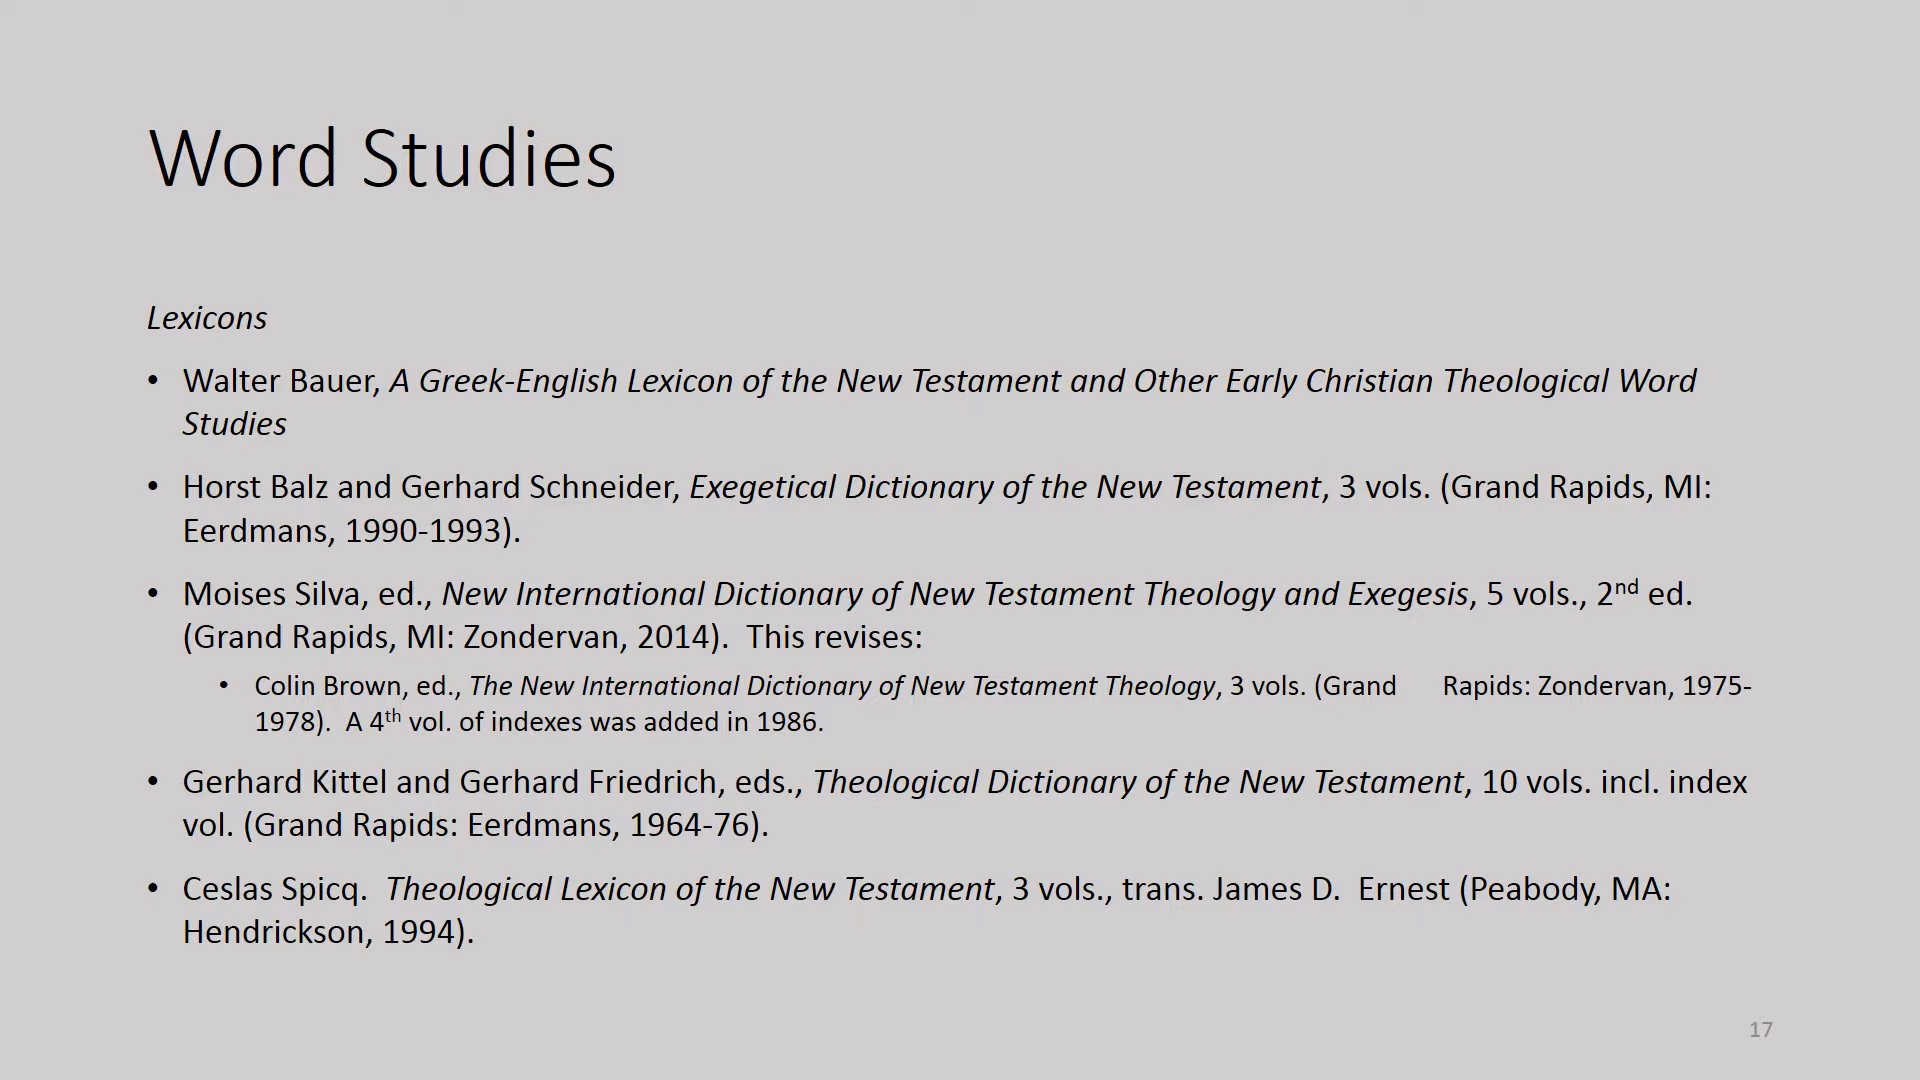 Word Studies
Lexicons
• Walter Bauer, A Greek-English Lexicon of the New Testament and Other Early Christian Theological Word
Studies
• Horst Balz and Gerhard Schneider, Exegetical Dictionary of the New Testament, 3 vols. (Grand Rapids, MI:
Eerdmans, 1990-1993).
• Moises Silva, ed., New International Dictionary of New Testament Theology and Exegesis, 5 vols., 2nd ed.
(Grand Rapids, MI: Zondervan, 2014).  This revises:
• Colin Brown, ed., The New International Dictionary of New Testament Theology, 3 vols. (Grand Rapids: Zondervan, 1975-
1978).  A 4th vol. of indexes was added in 1986.
• Gerhard Kittel and Gerhard Friedrich, eds., Theological Dictionary of the New Testament, 10 vols. incl. index
vol. (Grand Rapids: Eerdmans, 1964-76).
• Ceslas Spicq.  Theological Lexicon of the New Testament, 3 vols., trans. James D.  Ernest (Peabody, MA:
Hendrickson, 1994).
17